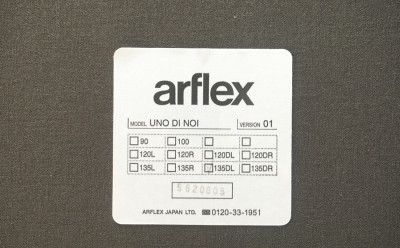 arflex
MODEL UNO DI NOI VERSION 01
90 100
120L 120R 120DL 120DR
135L 135R 135DL 135DR
5020805
ARFLEX JAPAN LTD. 0120-33-1951